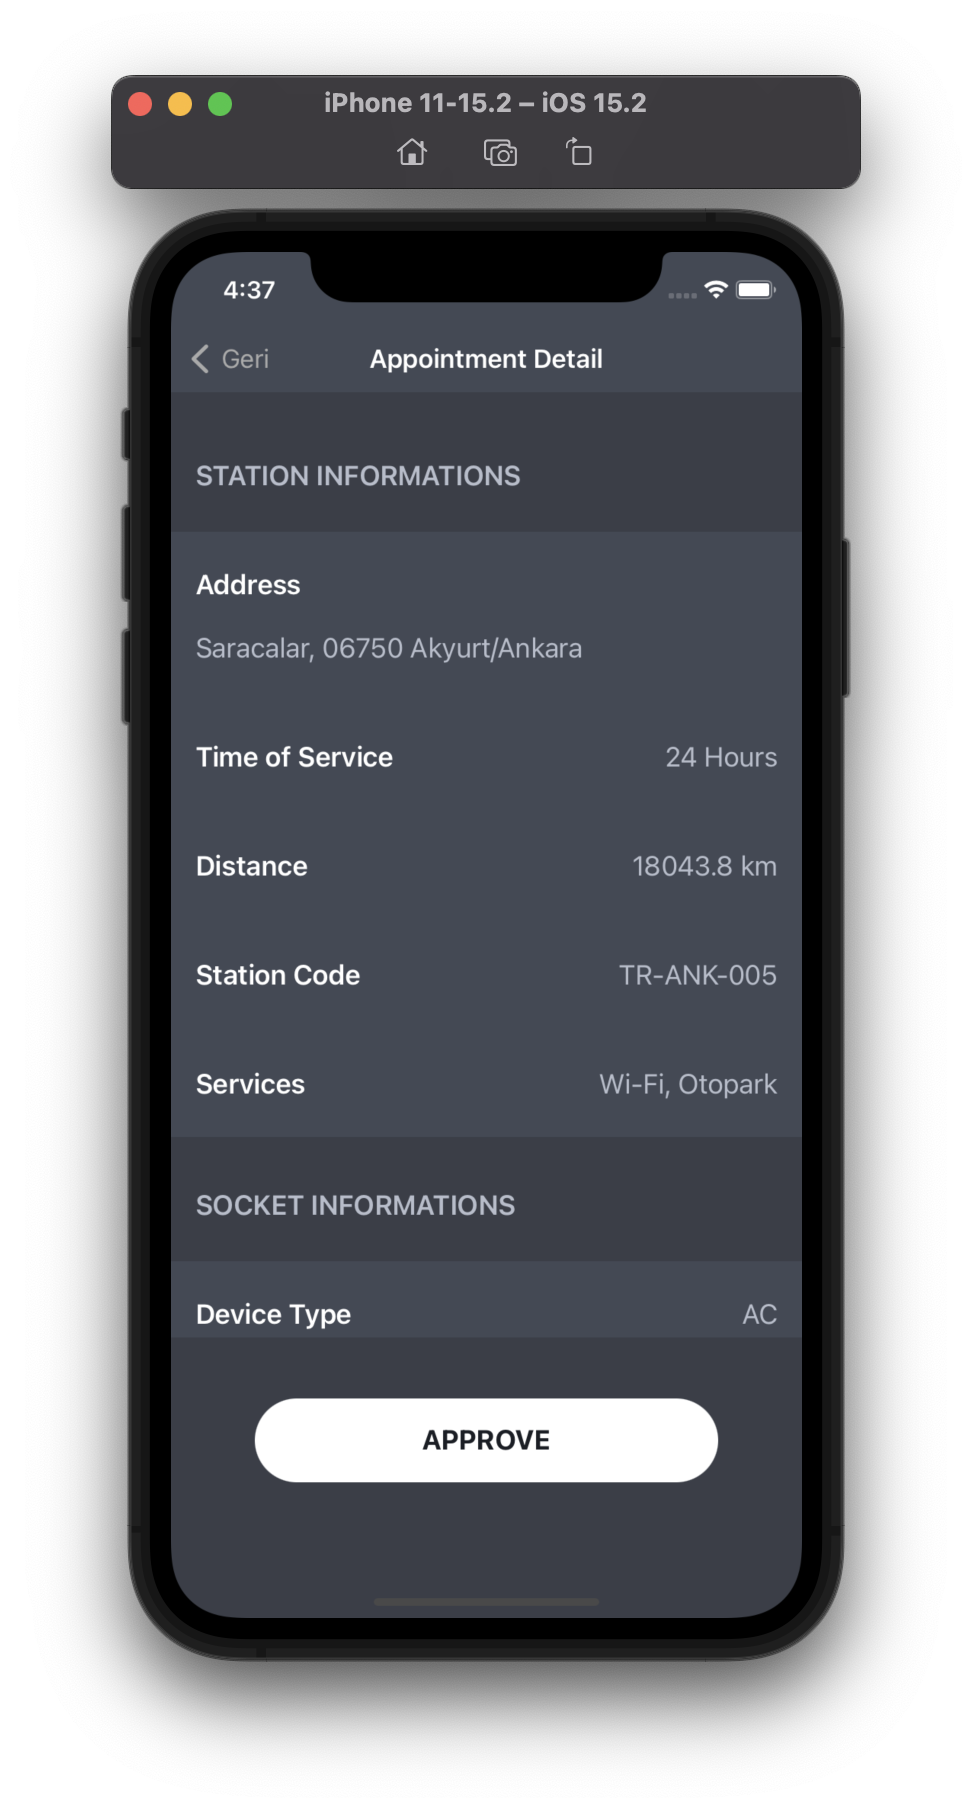 iPhone 11-15.2 – iOS 15.2
4:37
Geri
Appointment Detail
STATION INFORMATIONS
Address
Saracalar, 06750 Akyurt/Ankara
Time of Service 24 Hours
Distance 18043.8 km
Station Code TR-ANK-005
Services Wi-Fi, Otopark
SOCKET INFORMATIONS
Device Type AC
APPROVE